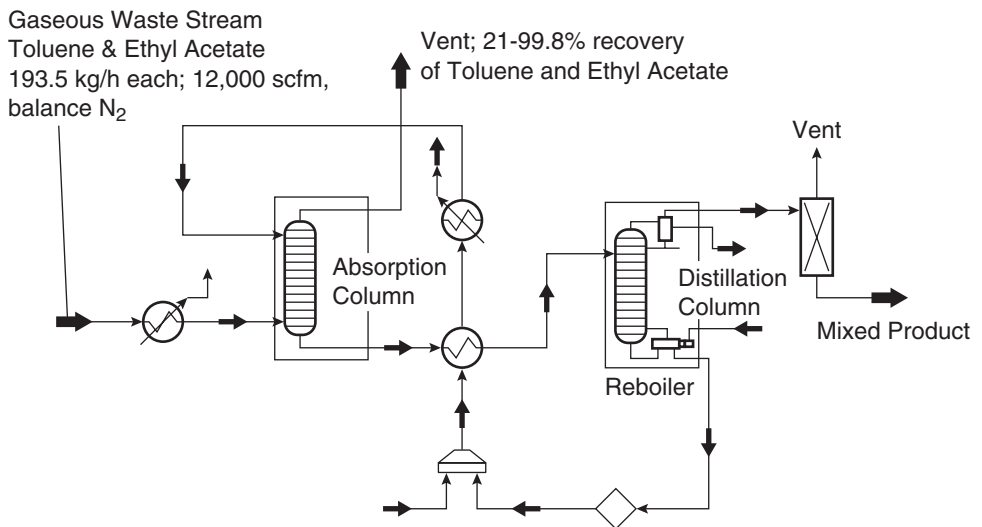 Gaseous Waste Stream
Toluene & Ethyl Acetate
193.5 kg/h each; 12,000 scfm,
balance N₂
Vent; 21-99.8% recovery
of Toluene and Ethyl Acetate
Vent
Absorption
Column
Distillation
Column
Mixed Product
Reboiler